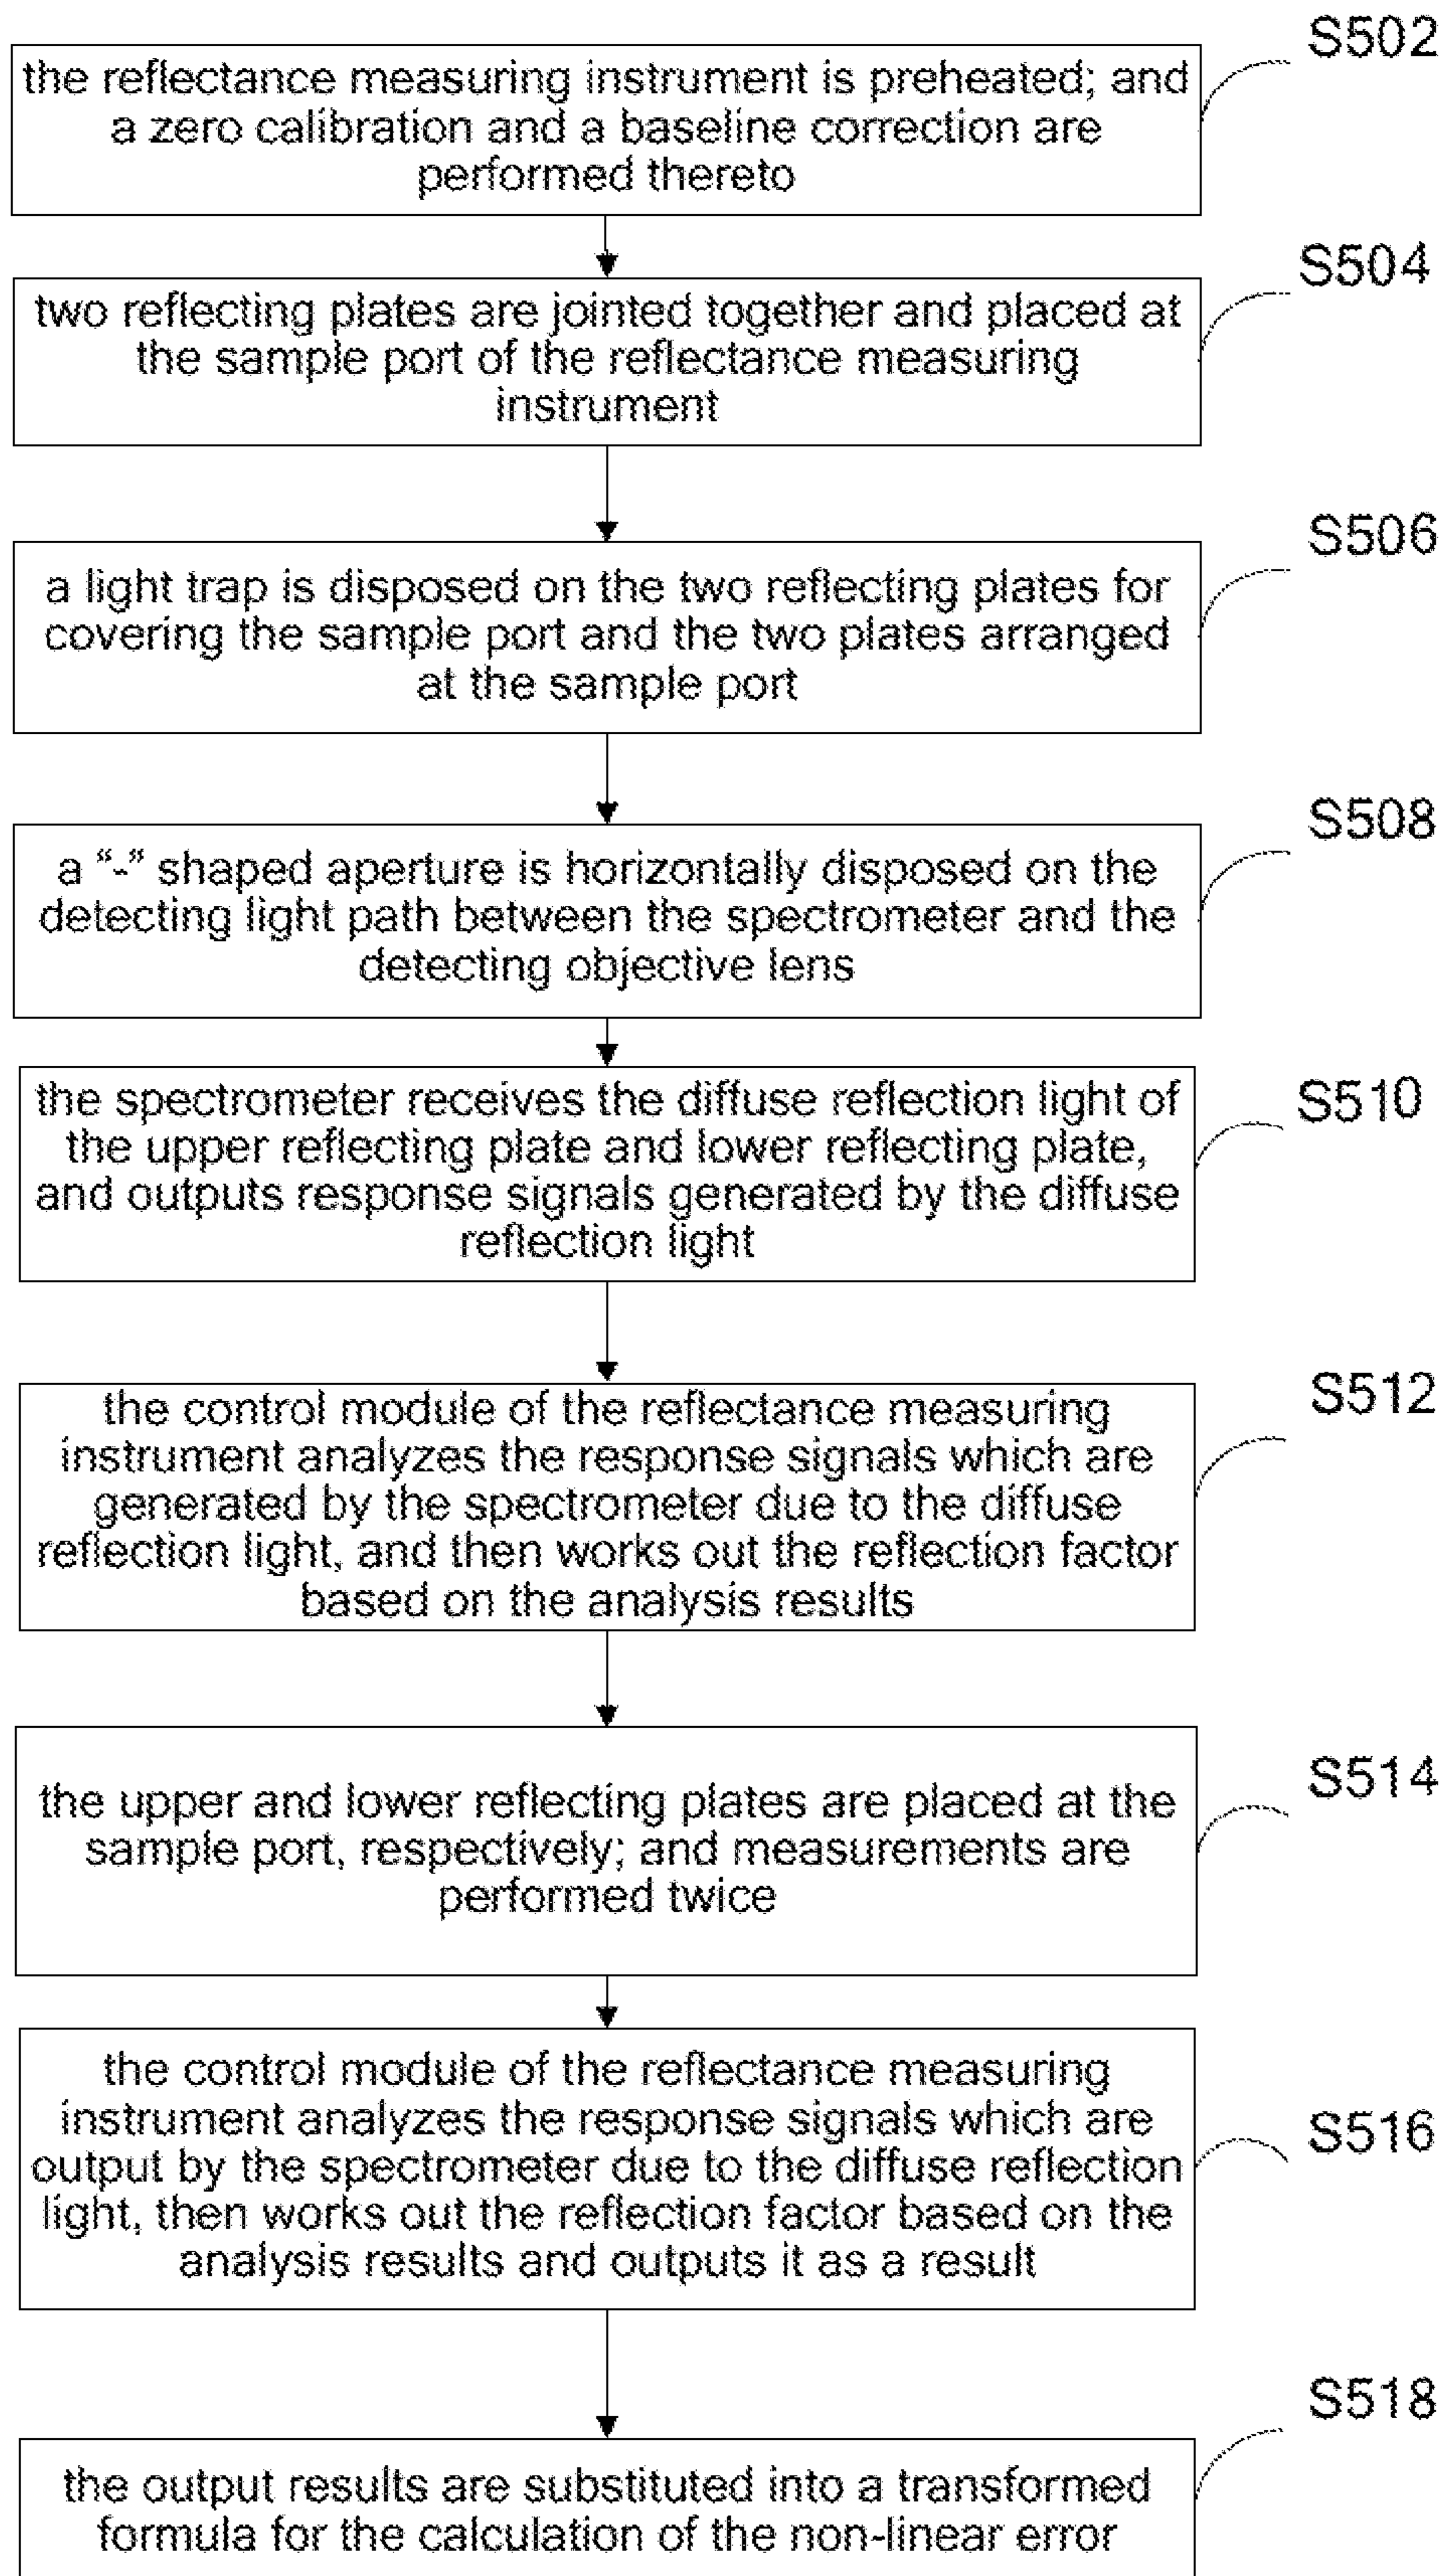 S502
the reflectance measuring instrument is preheated; and
a zero calibration and a baseline correction are
performed thereto
S504
two reflecting plates are jointed together and placed at
the sample port of the reflectance measuring
instrument
S506
a light trap is disposed on the two reflecting plates for
covering the sample port and the two plates arranged
at the sample port
S508
a “-” shaped aperture is horizontally disposed on the
detecting light path between the spectrometer and the
detecting objective lens
S510
the spectrometer receives the diffuse reflection light of
the upper reflecting plate and lower reflecting plate,
and outputs response signals generated by the diffuse
reflection light
S512
the control module of the reflectance measuring
instrument analyzes the response signals which are
generated by the spectrometer due to the diffuse
reflection light, and then works out the reflection factor
based on the analysis results
S514
the upper and lower reflecting plates are placed at the
sample port, respectively; and measurements are
performed twice
S516
the control module of the reflectance measuring
instrument analyzes the response signals which are
output by the spectrometer due to the diffuse reflection
light, then works out the reflection factor based on the
analysis results and outputs it as a result
S518
the output results are substituted into a transformed
formula for the calculation of the non-linear error